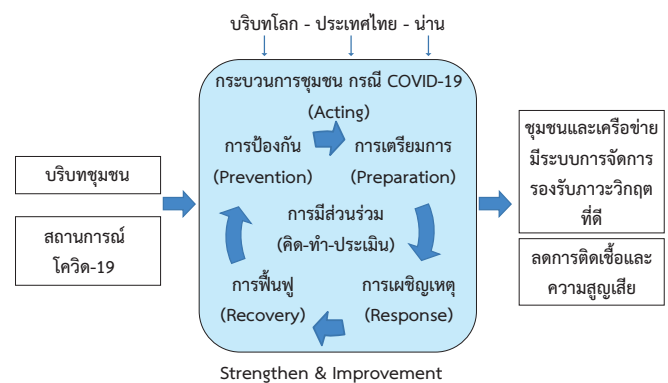 บริบทโลก - ประเทศไทย - น่าน
กระบวนการชุมชน กรณี COVID-19
(Acting)
การป้องกัน
(Prevention)
การเตรียมการ
(Preparation)
การมีส่วนร่วม
(คิด-ทำ-ประเมิน)
การฟื้นฟู
(Recovery)
การเผชิญเหตุ
(Response)
บริบทชุมชน
สถานการณ์
โควิด-19
ชุมชนและเครือข่าย
มีระบบการจัดการ
รองรับภาวะวิกฤต
ที่ดี
ลดการติดเชื้อและ
ความสูญเสีย
Strengthen & Improvement